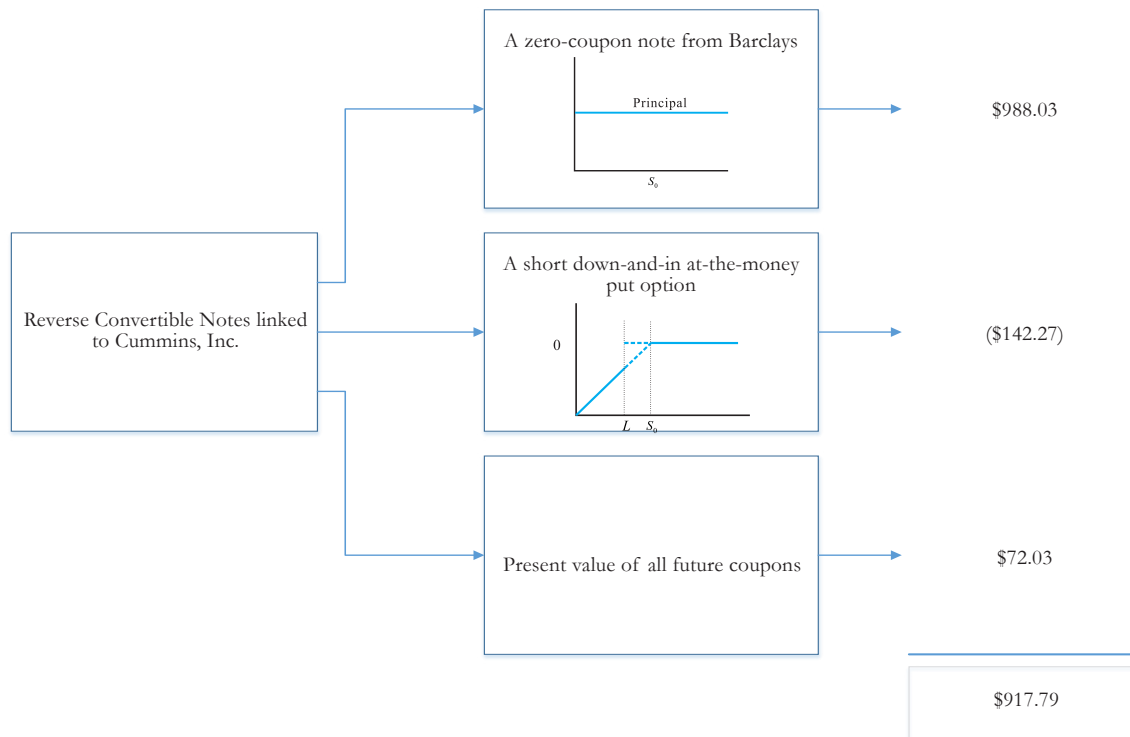 A zero-coupon note from Barclays
Principal
S₀
$988.03
Reverse Convertible Notes linked
to Cummins, Inc.
A short down-and-in at-the-money
put option
0
L S₀
($142.27)
Present value of all future coupons
$72.03
$917.79